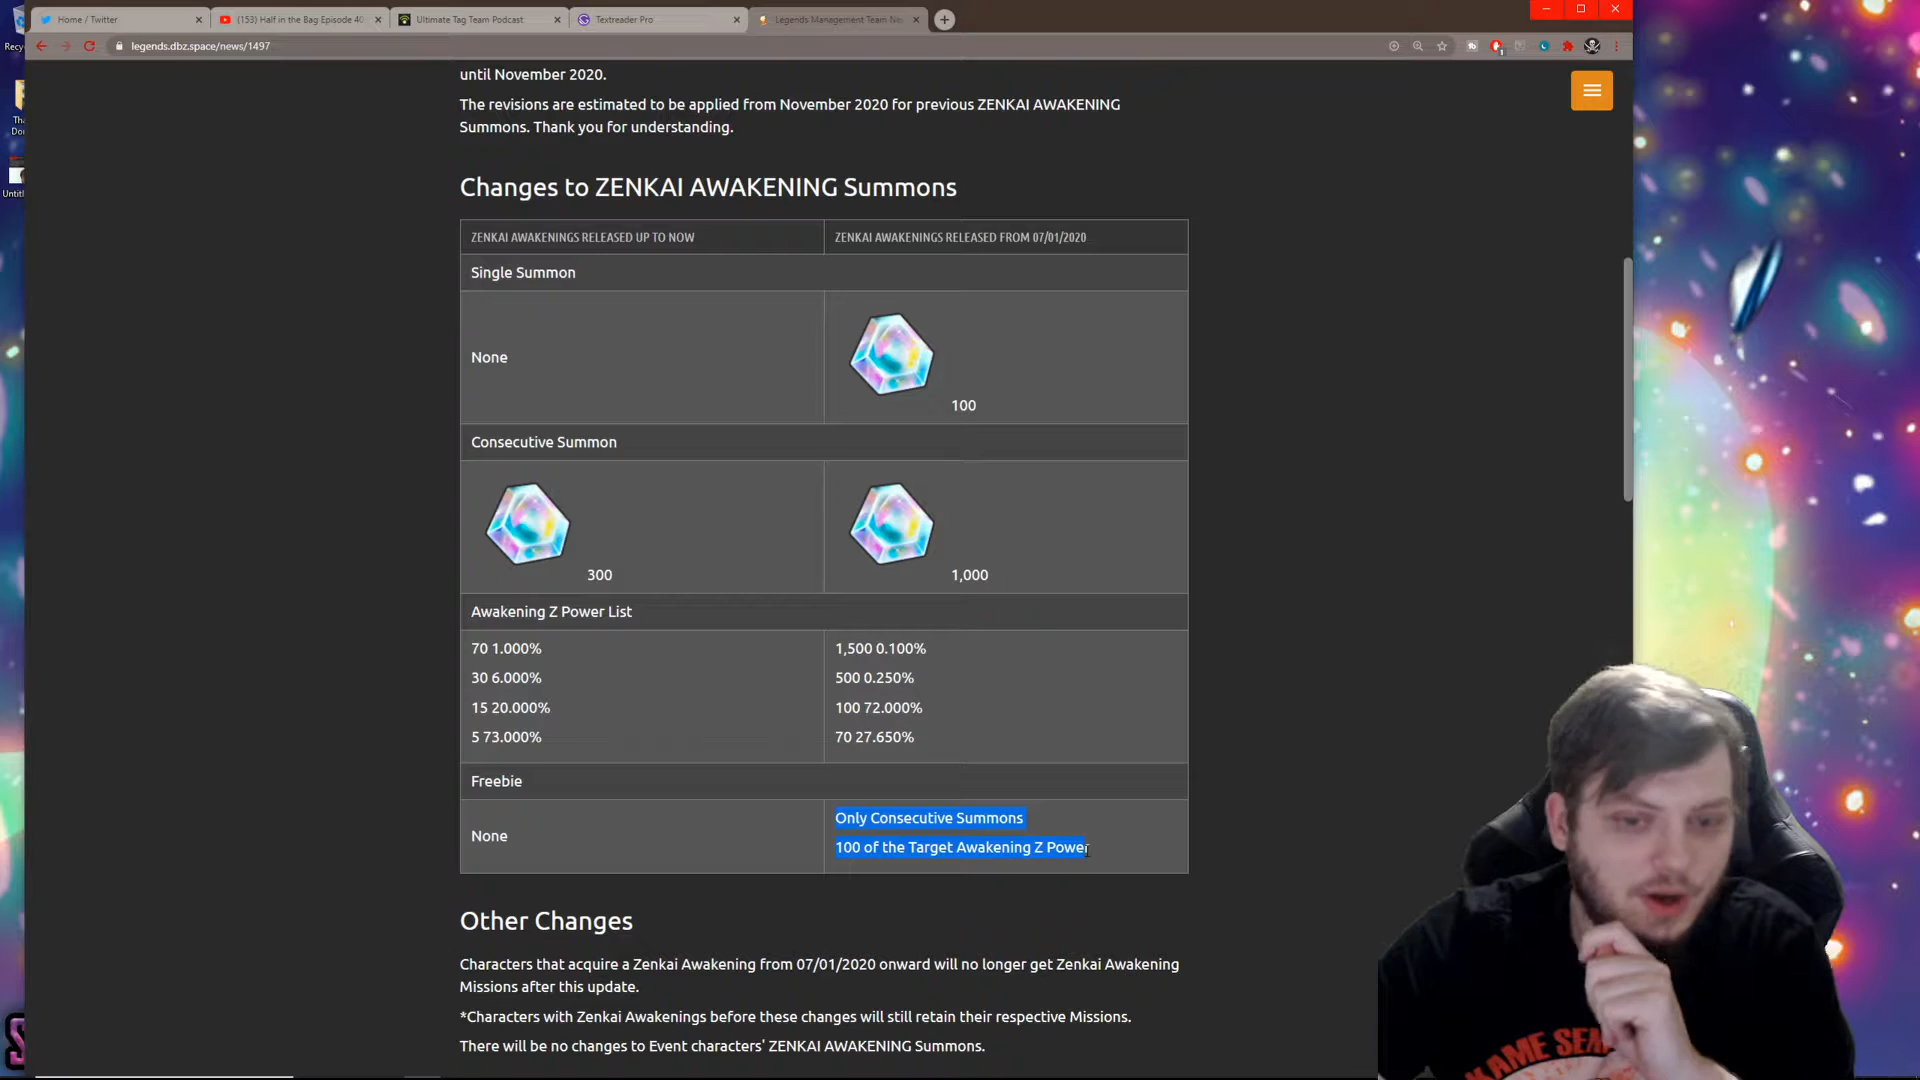 Home / Twitter
(153) Half in the Bag Episode 40
Ultimate Tag Team Podcast
Textreader Pro
Legends Management Team Ne
legends.dbz.space/news/1497
until November 2020.
The revisions are estimated to be applied from November 2020 for previous ZENKAI AWAKENING
Summons. Thank you for understanding.
Changes to ZENKAI AWAKENING Summons
ZENKAI AWAKENINGS RELEASED UP TO NOW
ZENKAI AWAKENINGS RELEASED FROM 07/01/2020
Single Summon
None
100
Consecutive Summon
300
1,000
Awakening Z Power List
70 1.000%
30 6.000%
15 20.000%
5 73.000%
1,500 0.100%
500 0.250%
100 72.000%
70 27.650%
Freebie
None
Only Consecutive Summons
100 of the Target Awakening Z Power
Other Changes
Characters that acquire a Zenkai Awakening from 07/01/2020 onward will no longer get Zenkai Awakening
Missions after this update.
*Characters with Zenkai Awakenings before these changes will still retain their respective Missions.
There will be no changes to Event characters' ZENKAI AWAKENING Summons.